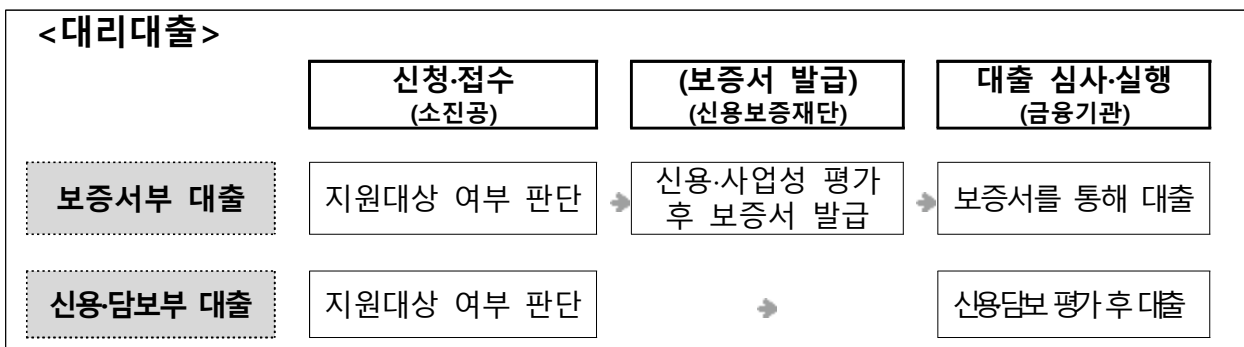 <대리대출>
신청·접수
(소진공)
(보증서 발급)
(신용보증재단)
대출 심사·실행
(금융기관)
보증서부 대출
지원대상 여부 판단
신용·사업성 평가
후 보증서 발급
보증서를 통해 대출
신용·담보부 대출
지원대상 여부 판단
신용·담보 평가 후 대출